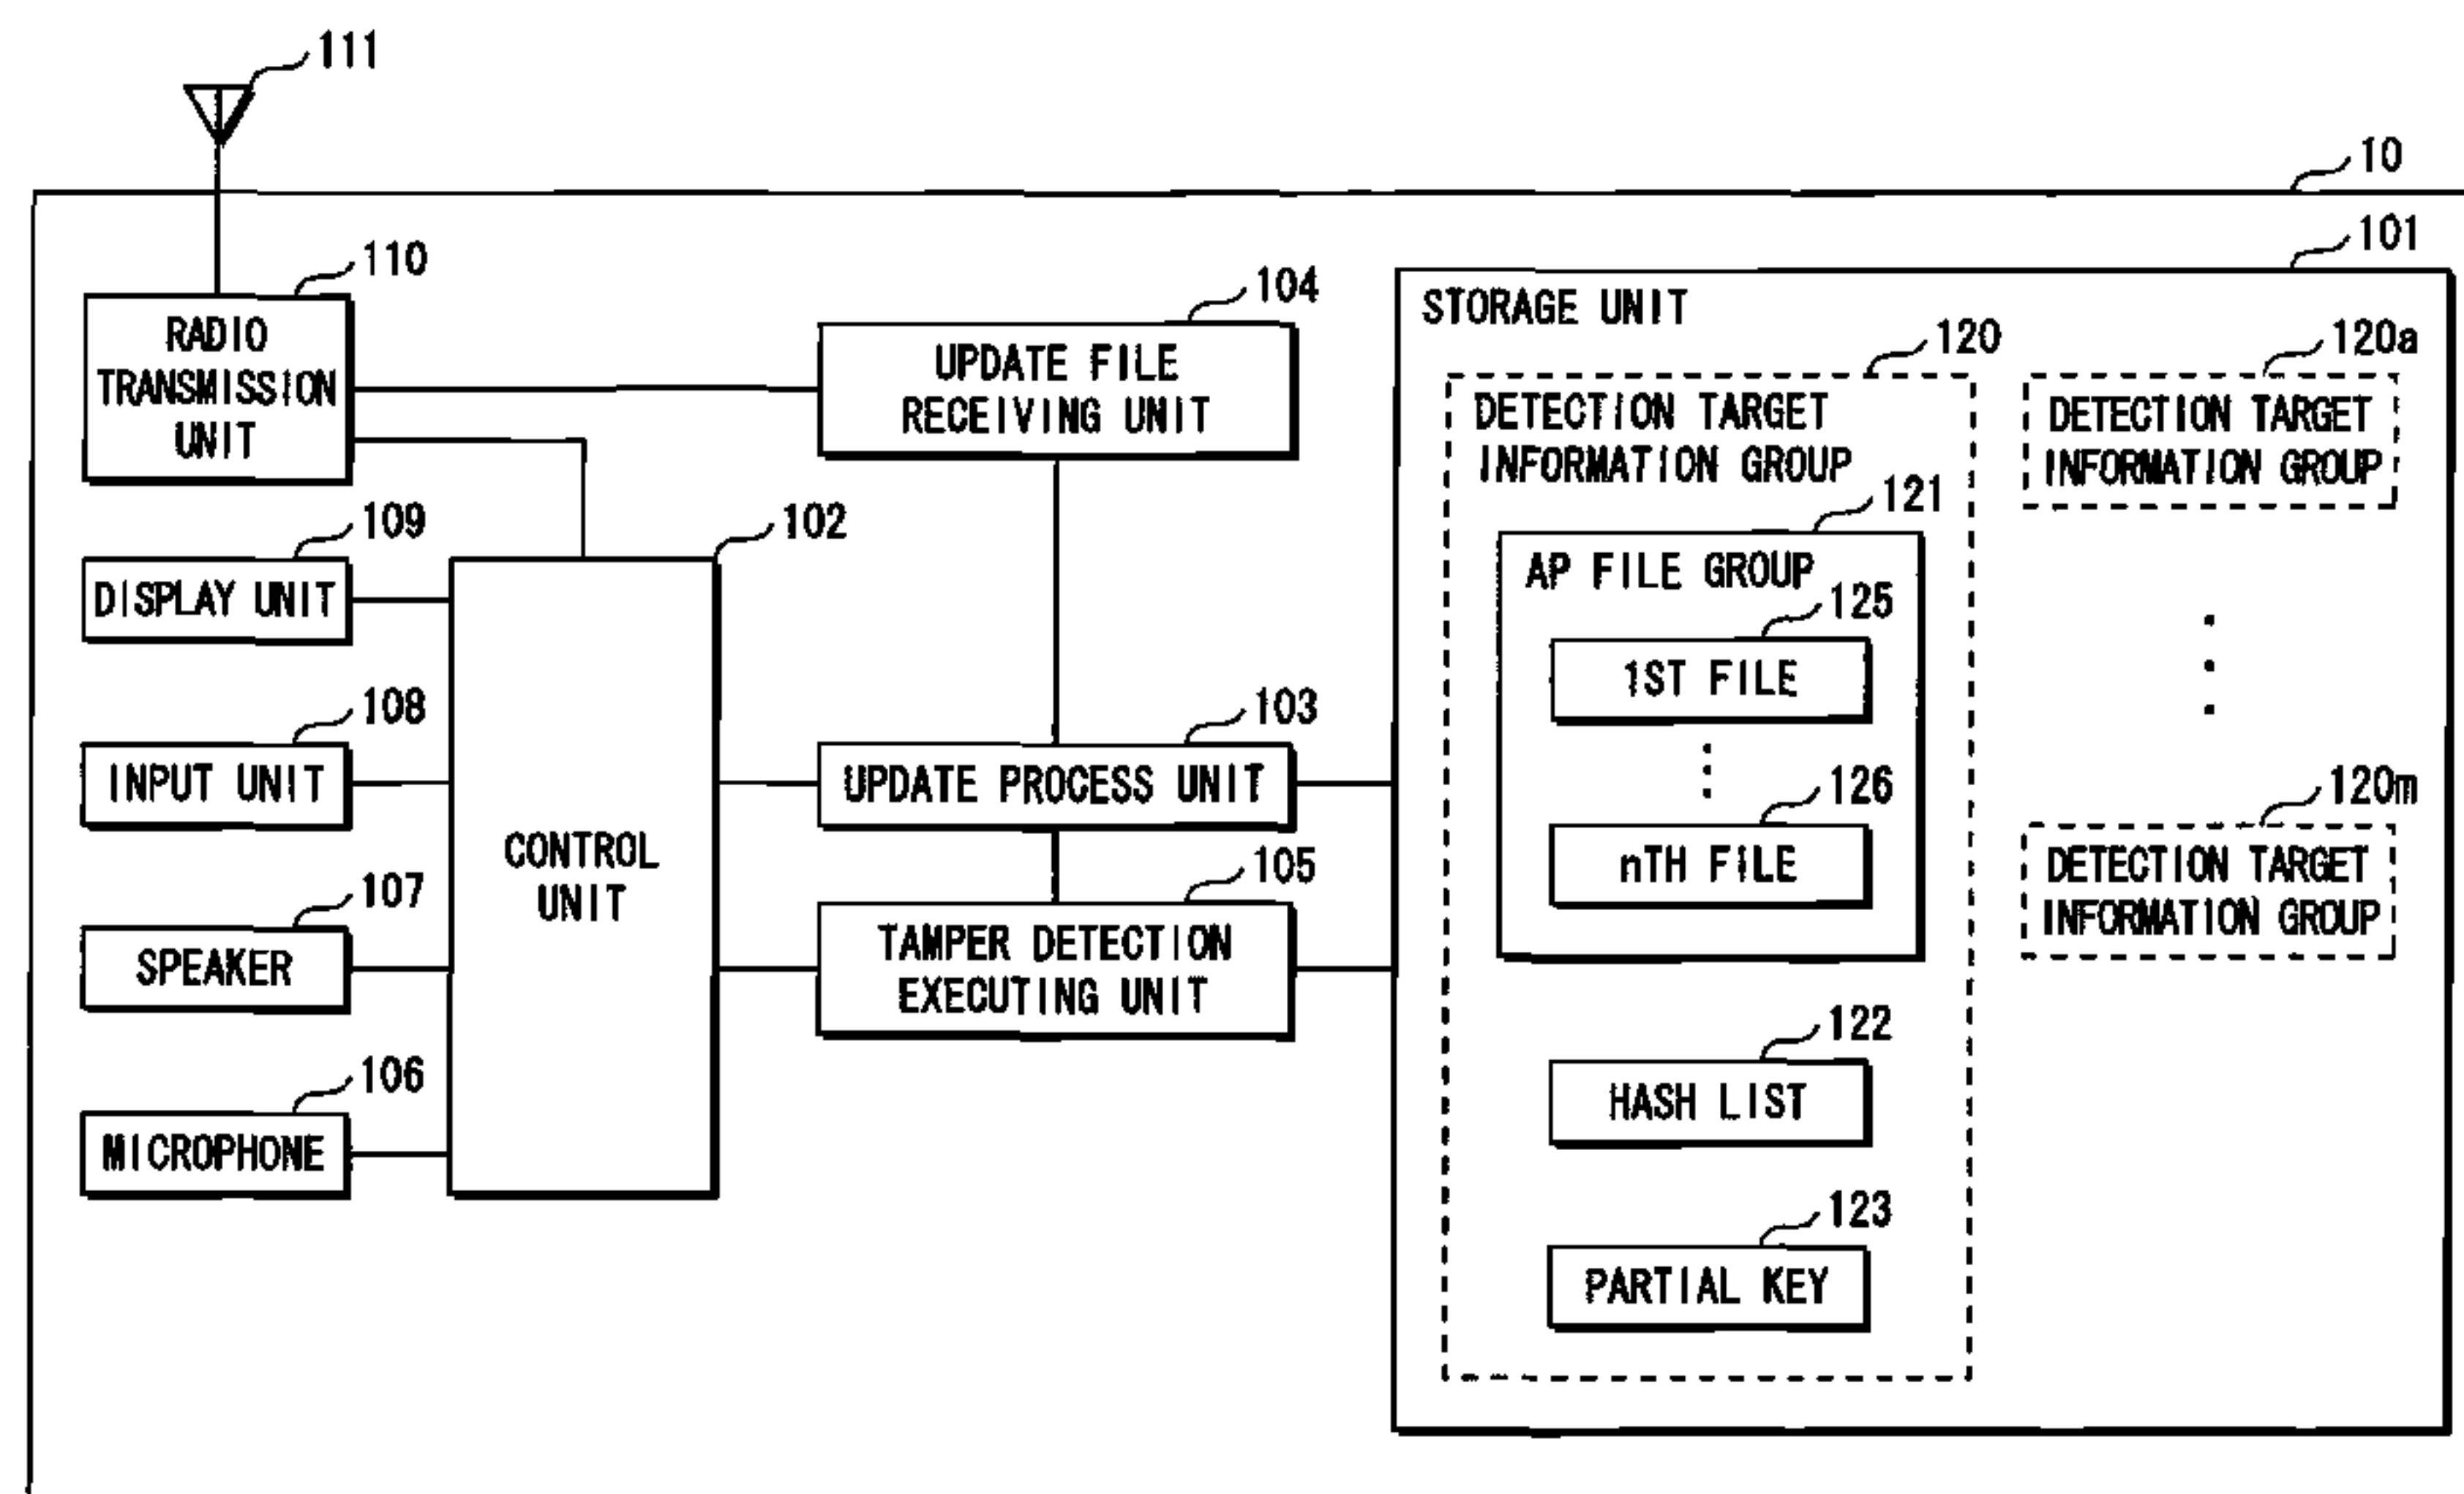 111
10
101
110
RADIO
TRANSMISSION
UNIT
104
UPDATE FILE
RECEIVING UNIT
STORAGE UNIT
120
DETECTION TARGET
INFORMATION GROUP
120a
DETECTION TARGET
INFORMATION GROUP
109
DISPLAY UNIT
102
CONTROL
UNIT
121
AP FILE GROUP
125
1ST FILE
126
nTH FILE
108
INPUT UNIT
103
UPDATE PROCESS UNIT
120m
DETECTION TARGET
INFORMATION GROUP
107
SPEAKER
105
TAMPER DETECTION
EXECUTING UNIT
122
HASH LIST
106
MICROPHONE
123
PARTIAL KEY